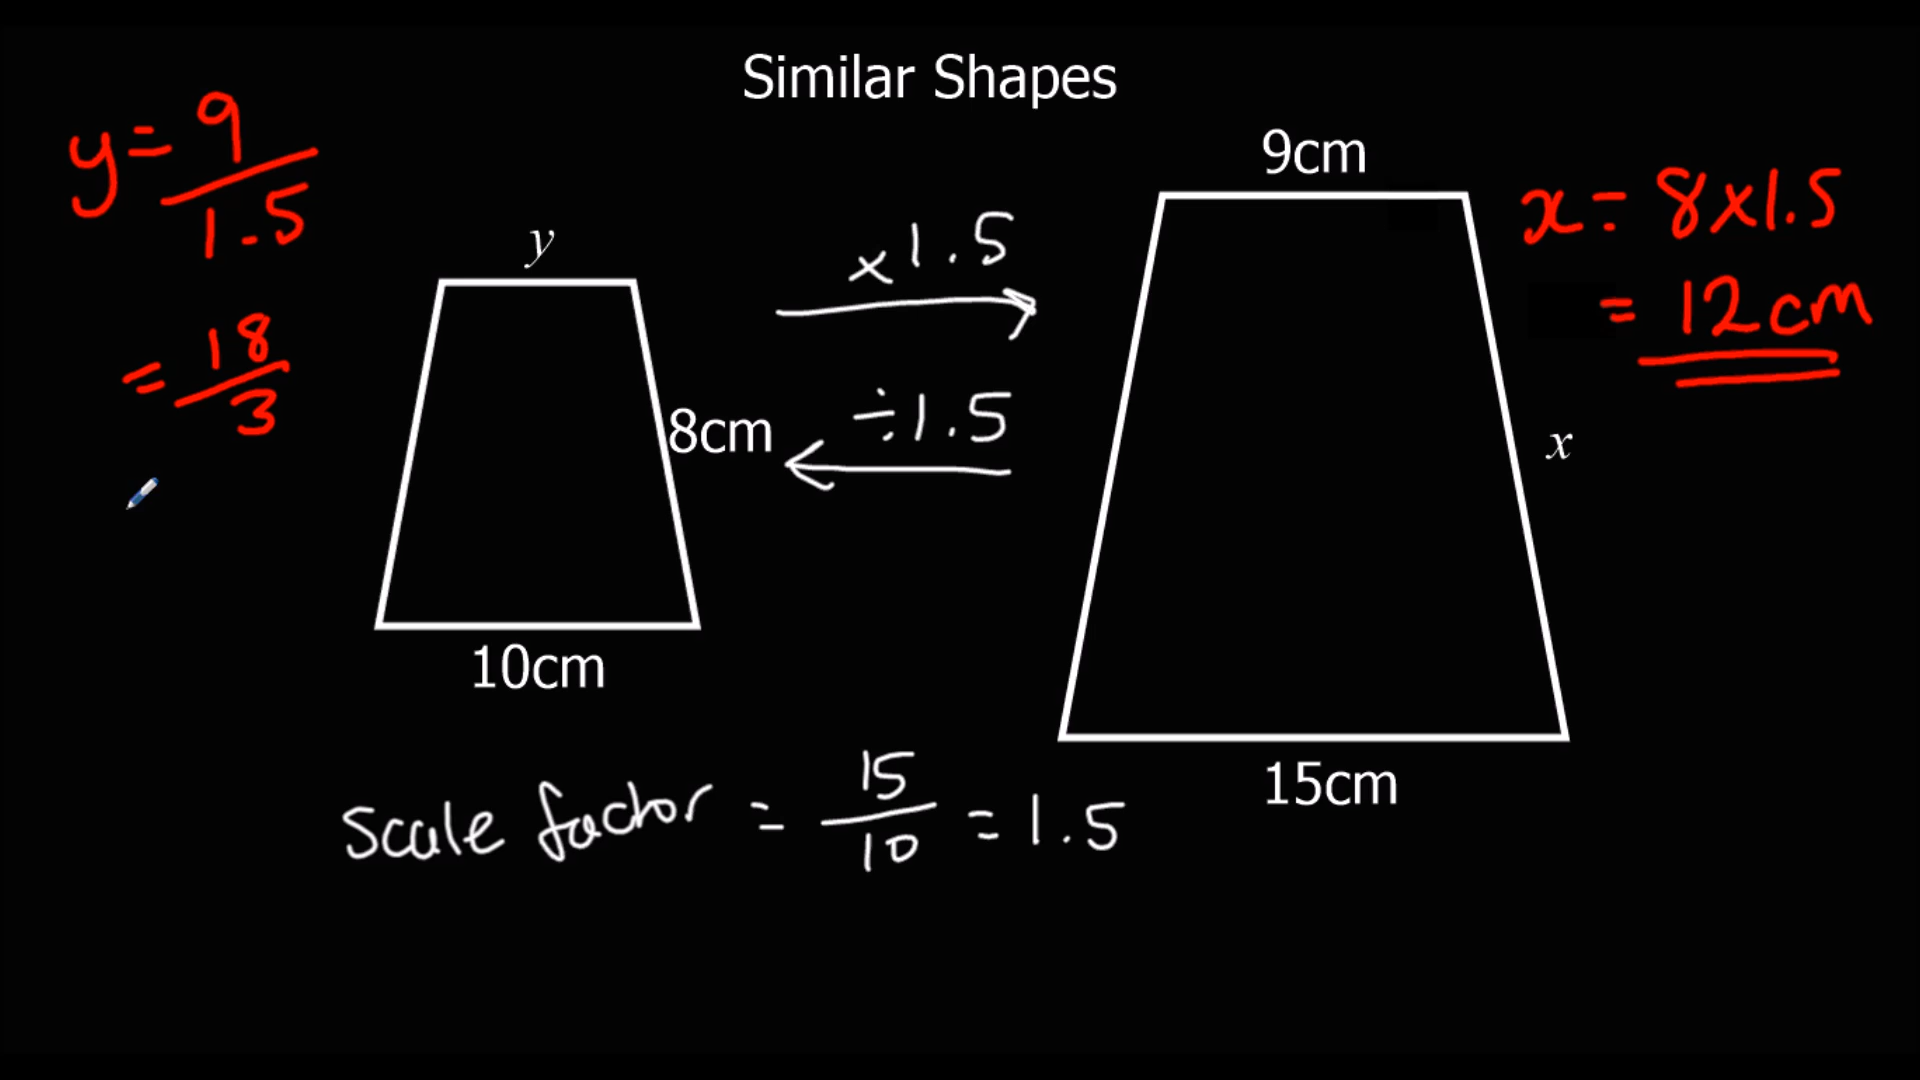 Similar Shapes
y = 9/1.5
= 18/3
y
8cm
10cm
×1.5
÷1.5
9cm
x
15cm
x = 8×1.5
= 12cm
Scale factor = 15/10 = 1.5